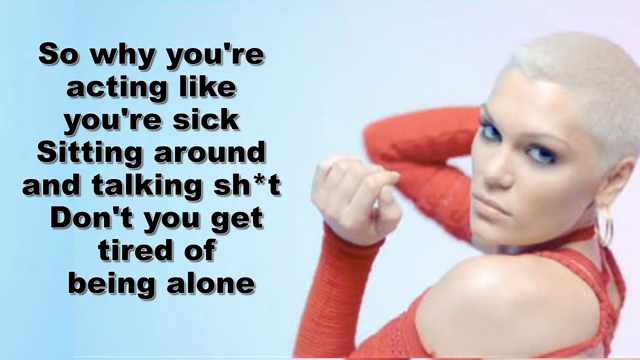 So why you're
acting like
you're sick
Sitting around
and talking sh*t
Don't you get
tired of
being alone